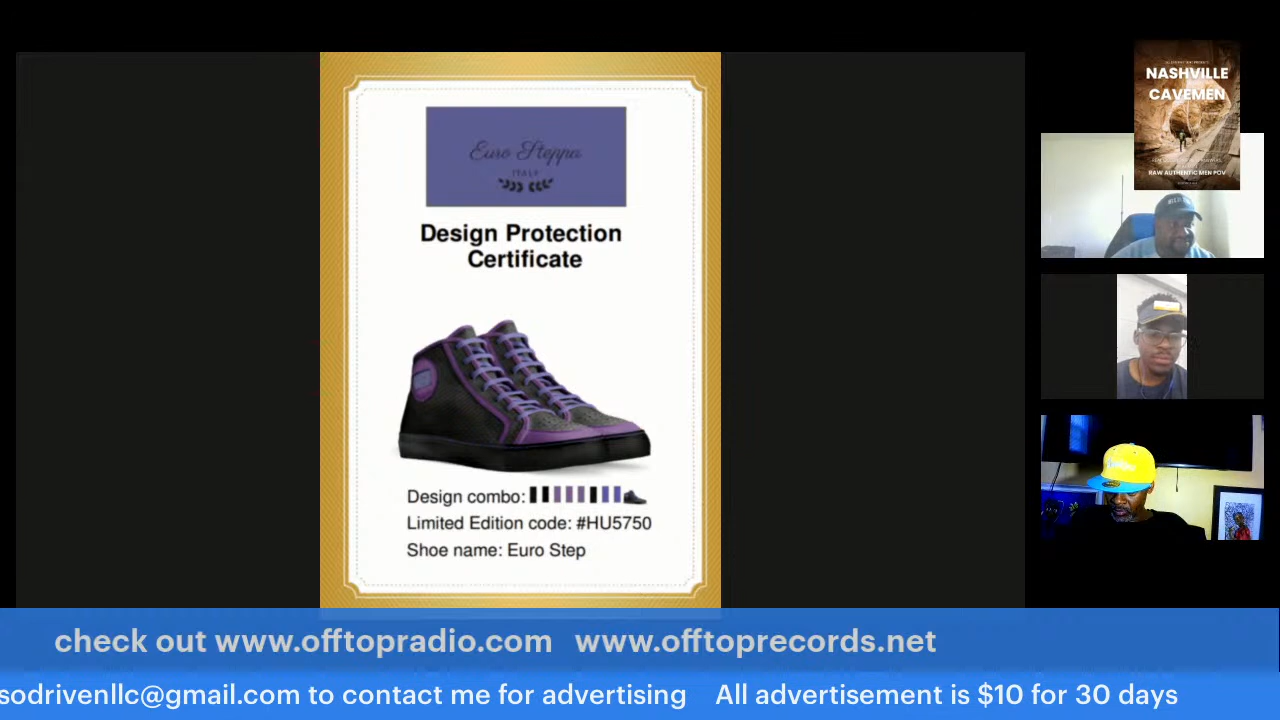 Euro Steppa
ITALY
Design Protection
Certificate
Design combo:
Limited Edition code: #HU5750
Shoe name: Euro Step
NASHVILLE
CAVEMEN
RAW AUTHENTIC MEN POV
check out www.offtopradio.com www.offtoprecords.net
sodrivenllc@gmail.com to contact me for advertising All advertisement is $10 for 30 days